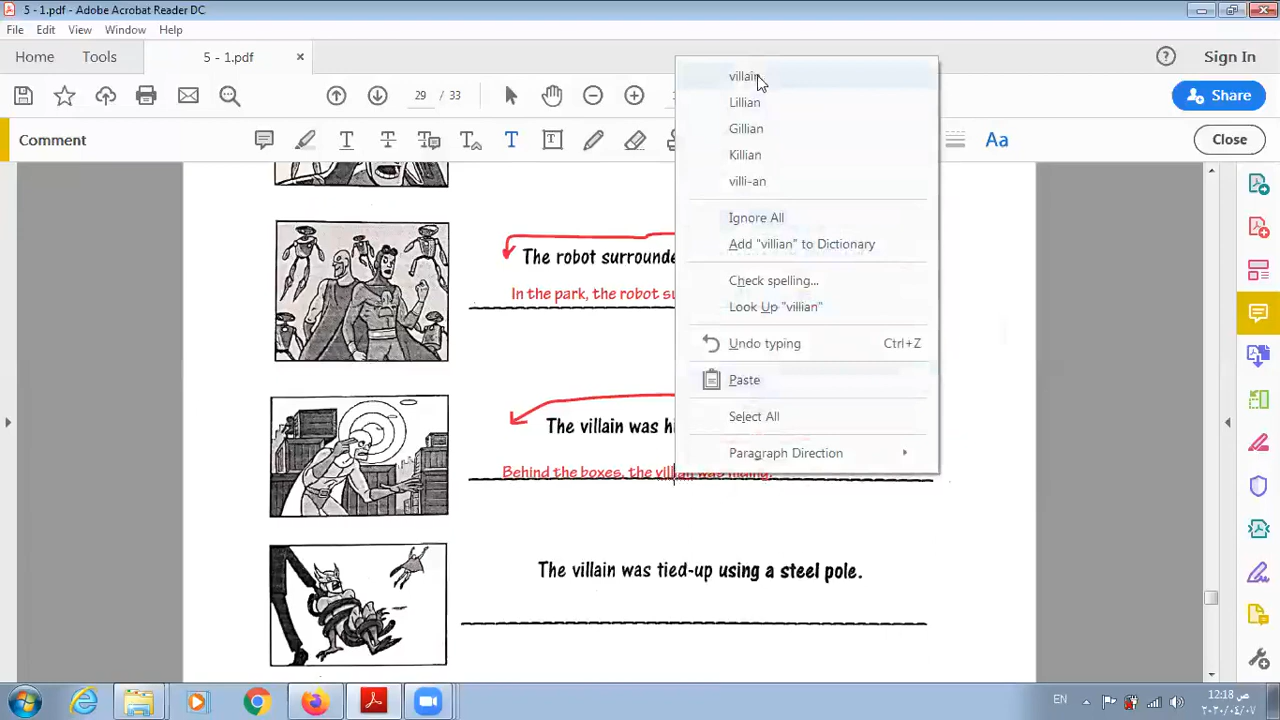 5 - 1.pdf - Adobe Acrobat Reader DC
File Edit View Window Help
Home Tools 5 - 1.pdf × Sign In
29 / 33 Share
Comment Close
villain
Lillian
Gillian
Killian
villi-an
Ignore All
Add "villian" to Dictionary
Check spelling...
Look Up "villian"
Undo typing Ctrl+Z
Paste
Select All
Paragraph Direction
The robot surrounde
In the park, the robot su
The villain was hi
Behind the boxes, the villian was hiding.
The villain was tied-up using a steel pole.
EN 12:18 ص
٢٠٢٠/٠٤/٠٧